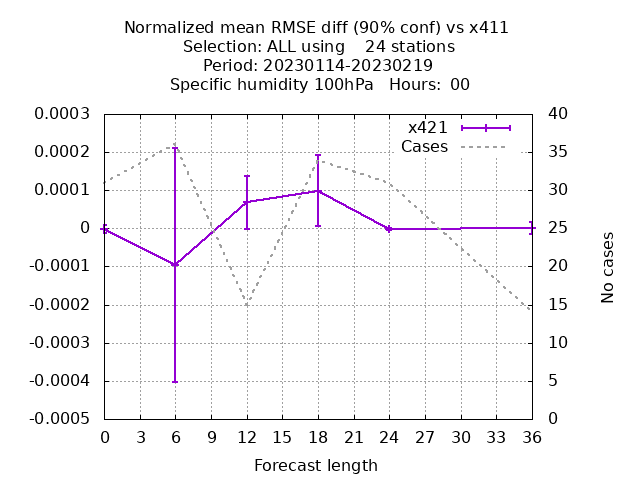 Normalized mean RMSE diff (90% conf) vs x411
Selection: ALL using    24 stations
Period: 20230114-20230219
Specific humidity 100hPa   Hours:  00
x421
Cases
0.0003
0.0002
0.0001
0
-0.0001
-0.0002
-0.0003
-0.0004
-0.0005
40
35
30
25
20
15
10
5
0
No cases
0 3 6 9 12 15 18 21 24 27 30 33 36
Forecast length